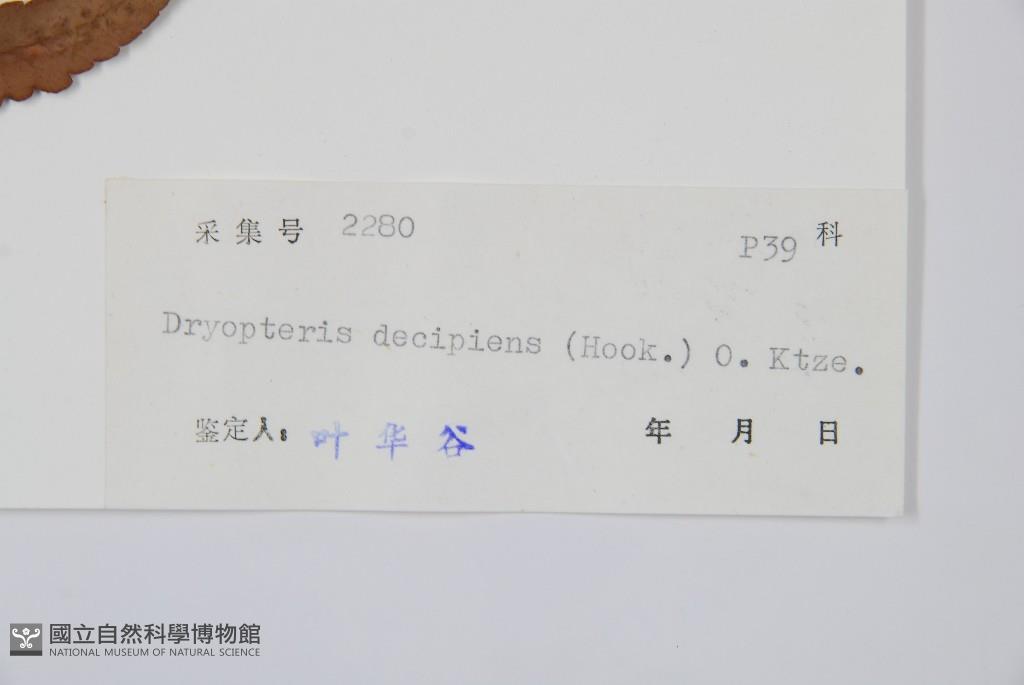 采集号 2280 P39 科
Dryopteris decipiens (Hook.) O. Ktze.
鉴定人: 叶华谷 年 月 日
國立自然科學博物館
NATIONAL MUSEUM OF NATURAL SCIENCE